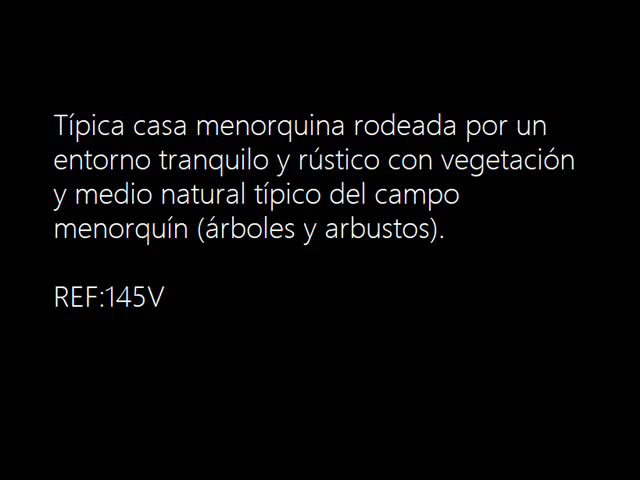 Típica casa menorquina rodeada por un
entorno tranquilo y rústico con vegetación
y medio natural típico del campo
menorquín (árboles y arbustos).
REF:145V